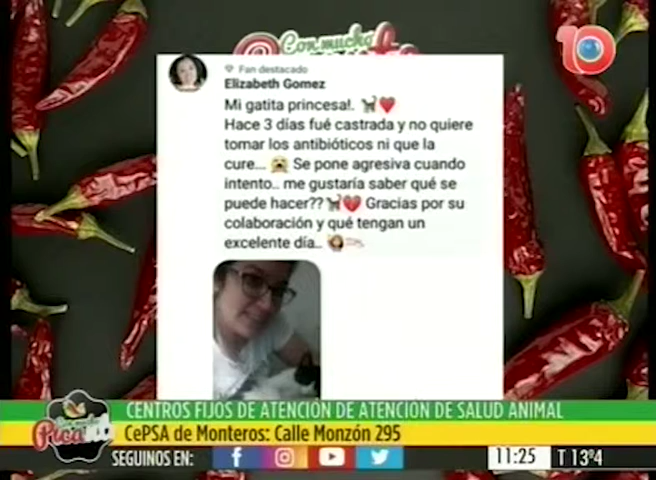 Con mucho
10
Fan destacado
Elizabeth Gomez
Mi gatita princesa!.
Hace 3 días fué castrada y no quiere
tomar los antibióticos ni que la
cure... Se pone agresiva cuando
intento.. me gustaría saber qué se
puede hacer?? Gracias por su
colaboración y qué tengan un
excelente día..
CENTROS FIJOS DE ATENCIÓN DE ATENCIÓN DE SALUD ANIMAL
CePSA de Monteros: Calle Monzón 295
SEGUINOS EN:
11:25
T 13°4